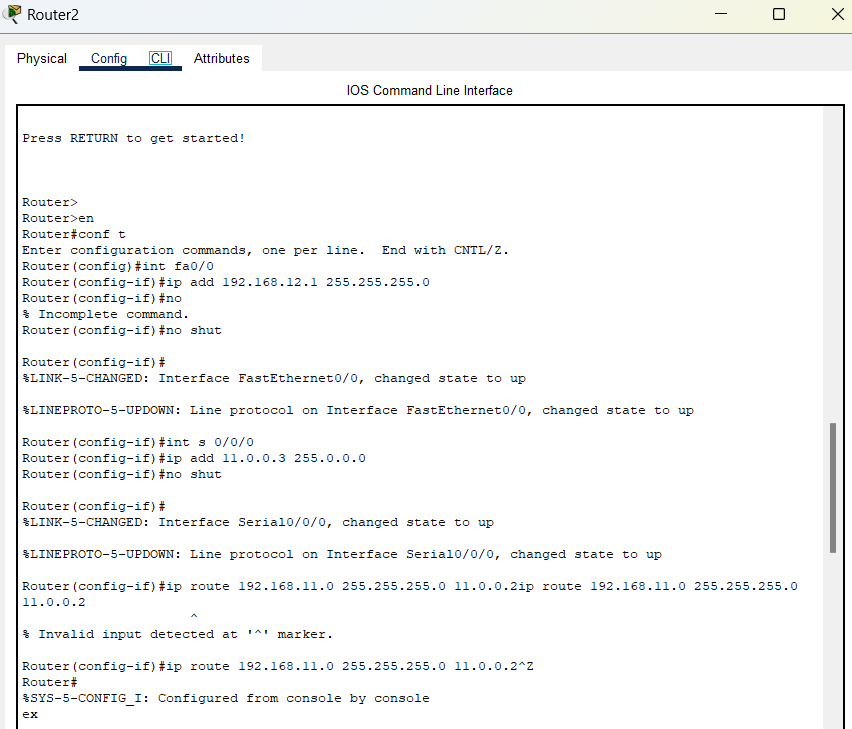 Router2
Physical Config CLI Attributes
IOS Command Line Interface
Press RETURN to get started!
Router>
Router>en
Router#conf t
Enter configuration commands, one per line.  End with CNTL/Z.
Router(config)#int fa0/0
Router(config-if)#ip add 192.168.12.1 255.255.255.0
Router(config-if)#no
% Incomplete command.
Router(config-if)#no shut
Router(config-if)#
%LINK-5-CHANGED: Interface FastEthernet0/0, changed state to up
%LINEPROTO-5-UPDOWN: Line protocol on Interface FastEthernet0/0, changed state to up
Router(config-if)#int s 0/0/0
Router(config-if)#ip add 11.0.0.3 255.0.0.0
Router(config-if)#no shut
Router(config-if)#
%LINK-5-CHANGED: Interface Serial0/0/0, changed state to up
%LINEPROTO-5-UPDOWN: Line protocol on Interface Serial0/0/0, changed state to up
Router(config-if)#ip route 192.168.11.0 255.255.255.0 11.0.0.2ip route 192.168.11.0 255.255.255.0
11.0.0.2
^
% Invalid input detected at '^' marker.
Router(config-if)#ip route 192.168.11.0 255.255.255.0 11.0.0.2^Z
Router#
%SYS-5-CONFIG_I: Configured from console by console
ex